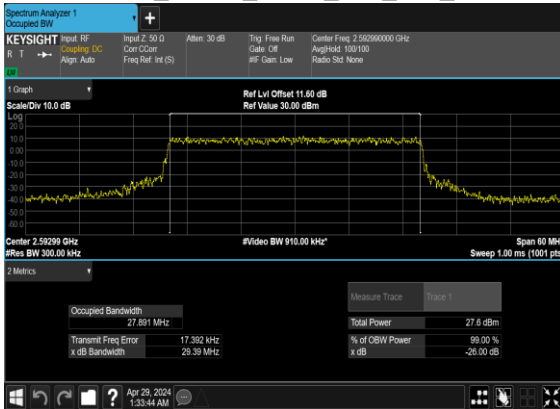 Spectrum Analyzer 1
Occupied BW
+
KEYSIGHT
R T
LW
Input: RF
Coupling: DC
Align: Auto
Input Z: 50 Ω
Corr CCorr
Freq Ref: Int (S)
Atten: 30 dB
Trig: Free Run
Gate: Off
#IF Gain: Low
Center Freq: 2.592990000 GHz
Avg|Hold: 100/100
Radio Std: None
1 Graph
Scale/Div 10.0 dB
Ref Lvl Offset 11.60 dB
Ref Value 30.00 dBm
Log
20.0
10.0
0.00
-10.0
-20.0
-30.0
-40.0
-50.0
-60.0
Center 2.59299 GHz
#Res BW 300.00 kHz
#Video BW 910.00 kHz*
Span 60 MH
Sweep 1.00 ms (1001 pts
2 Metrics
Measure Trace Trace 1
Occupied Bandwidth
27.891 MHz
Total Power 27.6 dBm
Transmit Freq Error 17.392 kHz
x dB Bandwidth 29.39 MHz
% of OBW Power 99.00 %
x dB -26.00 dB
?
Apr 29, 2024
1:33:44 AM